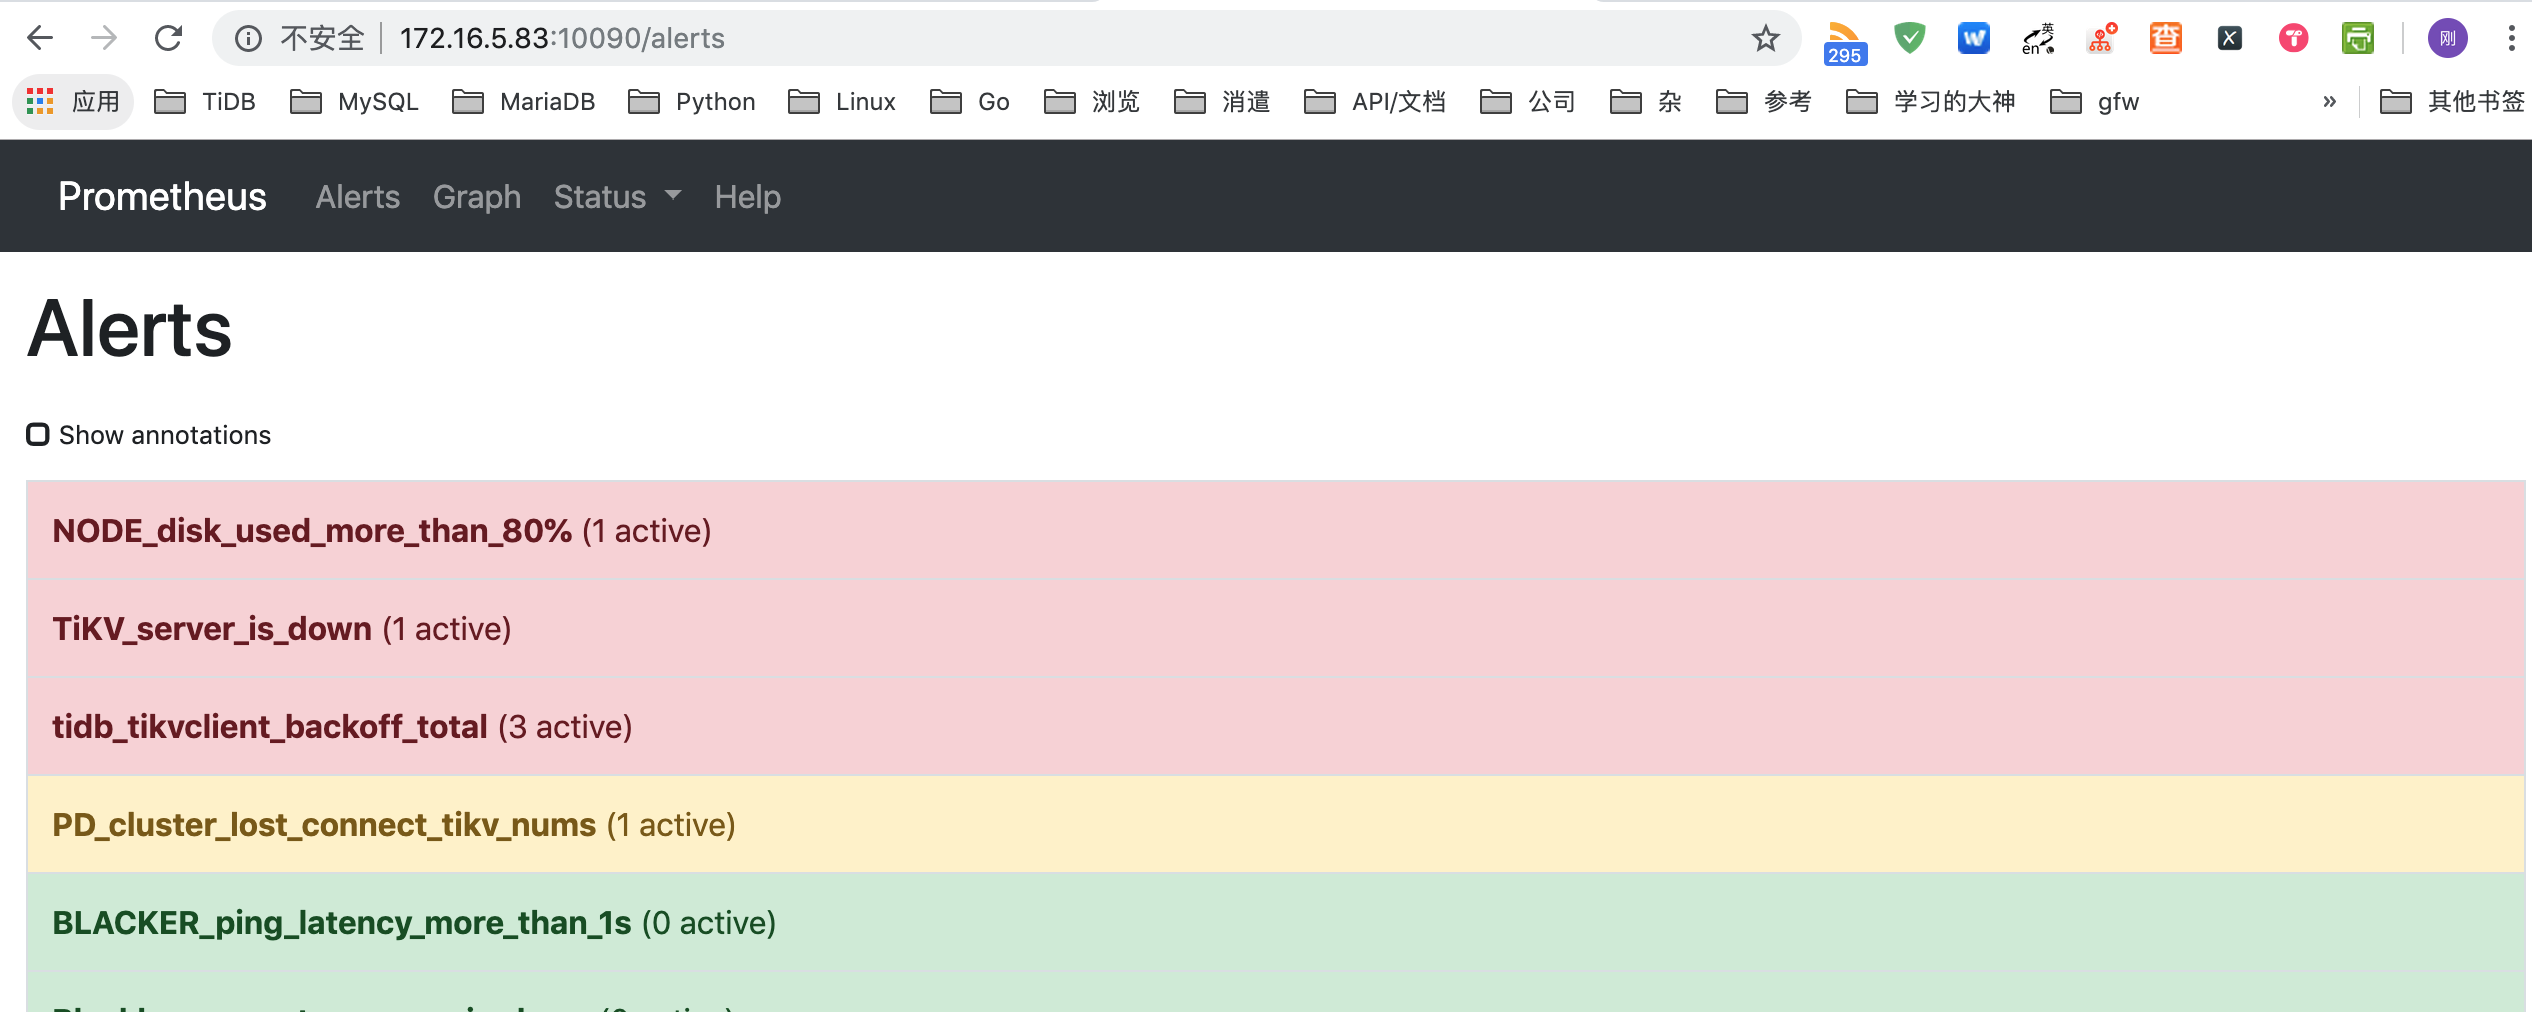 不安全 172.16.5.83:10090/alerts 295 英 en 查 刚
应用 TiDB MySQL MariaDB Python Linux Go 浏览 消遣 API/文档 公司 杂 参考 学习的大神 gfw » 其他书签
Prometheus Alerts Graph Status Help
Alerts
Show annotations
NODE_disk_used_more_than_80% (1 active)
TiKV_server_is_down (1 active)
tidb_tikvclient_backoff_total (3 active)
PD_cluster_lost_connect_tikv_nums (1 active)
BLACKER_ping_latency_more_than_1s (0 active)